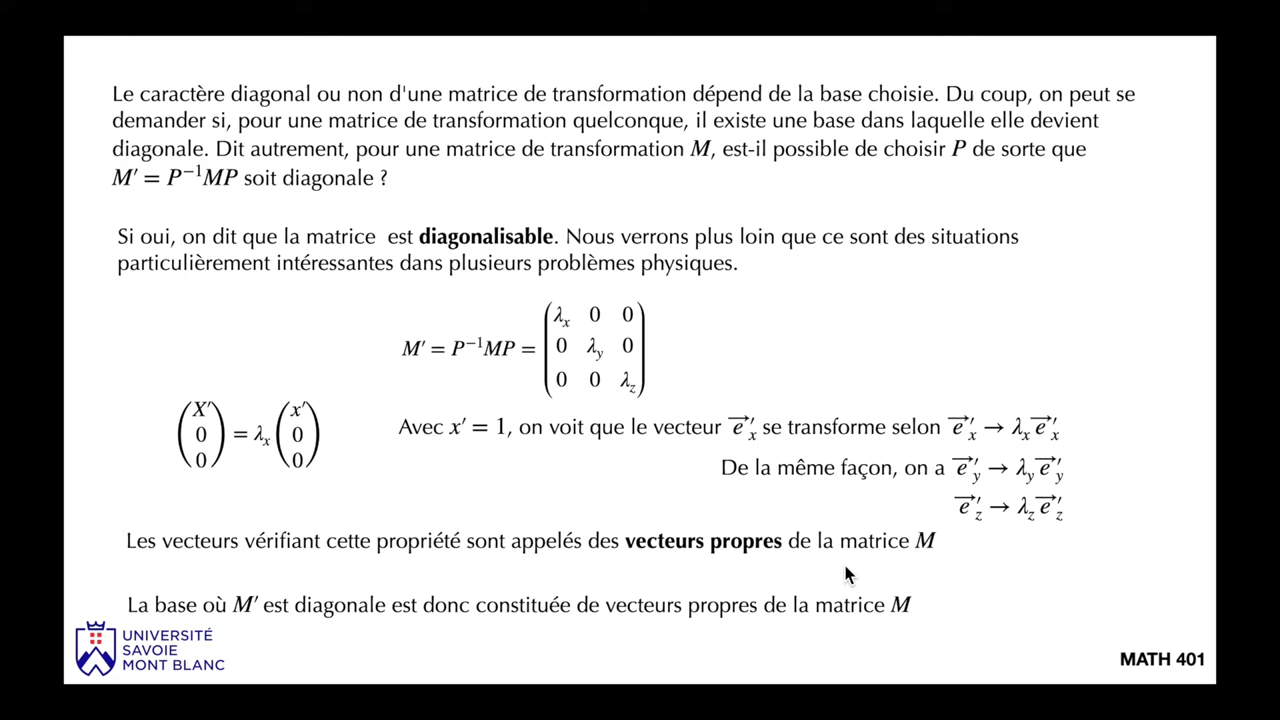 Le caractère diagonal ou non d'une matrice de transformation dépend de la base choisie. Du coup, on peut se
demander si, pour une matrice de transformation quelconque, il existe une base dans laquelle elle devient
diagonale. Dit autrement, pour une matrice de transformation M, est-il possible de choisir P de sorte que
M′ = P⁻¹MP soit diagonale ?
Si oui, on dit que la matrice est diagonalisable. Nous verrons plus loin que ce sont des situations
particulièrement intéressantes dans plusieurs problèmes physiques.
λx 0 0
M′ = P⁻¹MP = 0 λy 0
0 0 λz
X′ x′
0 = λx 0
0 0
Avec x′ = 1, on voit que le vecteur e⃗′x se transforme selon e⃗′x → λx e⃗′x
De la même façon, on a e⃗′y → λy e⃗′y
e⃗′z → λz e⃗′z
Les vecteurs vérifiant cette propriété sont appelés des vecteurs propres de la matrice M
La base où M′ est diagonale est donc constituée de vecteurs propres de la matrice M
UNIVERSITÉ
SAVOIE
MONT BLANC
MATH 401